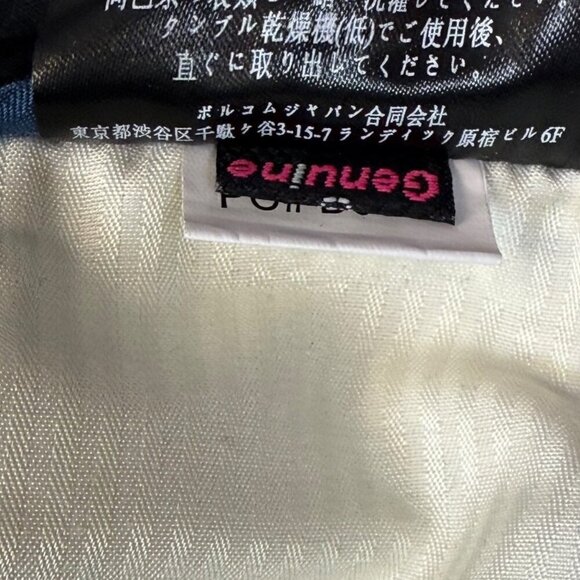 タンブル乾燥機(低)でご使用後、
直ぐに取り出してください。
ボルコムジャパン合同会社
東京都渋谷区千駄ヶ谷3-15-7 ランディック原宿ビル 6F
Genuine